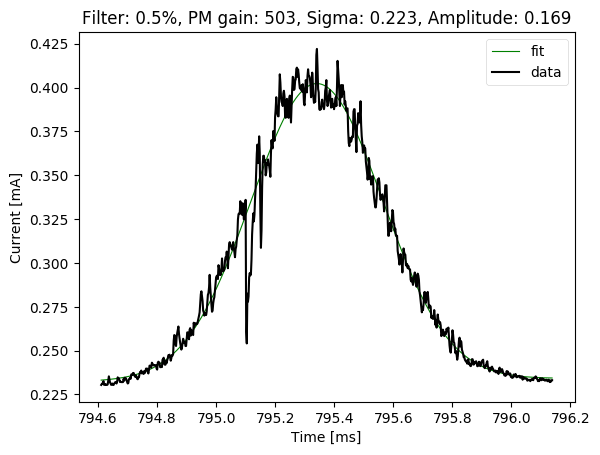 Filter: 0.5%, PM gain: 503, Sigma: 0.223, Amplitude: 0.169
fit
data
0.425
0.400
0.375
0.350
0.325
0.300
0.275
0.250
0.225
Current [mA]
794.6 794.8 795.0 795.2 795.4 795.6 795.8 796.0 796.2
Time [ms]